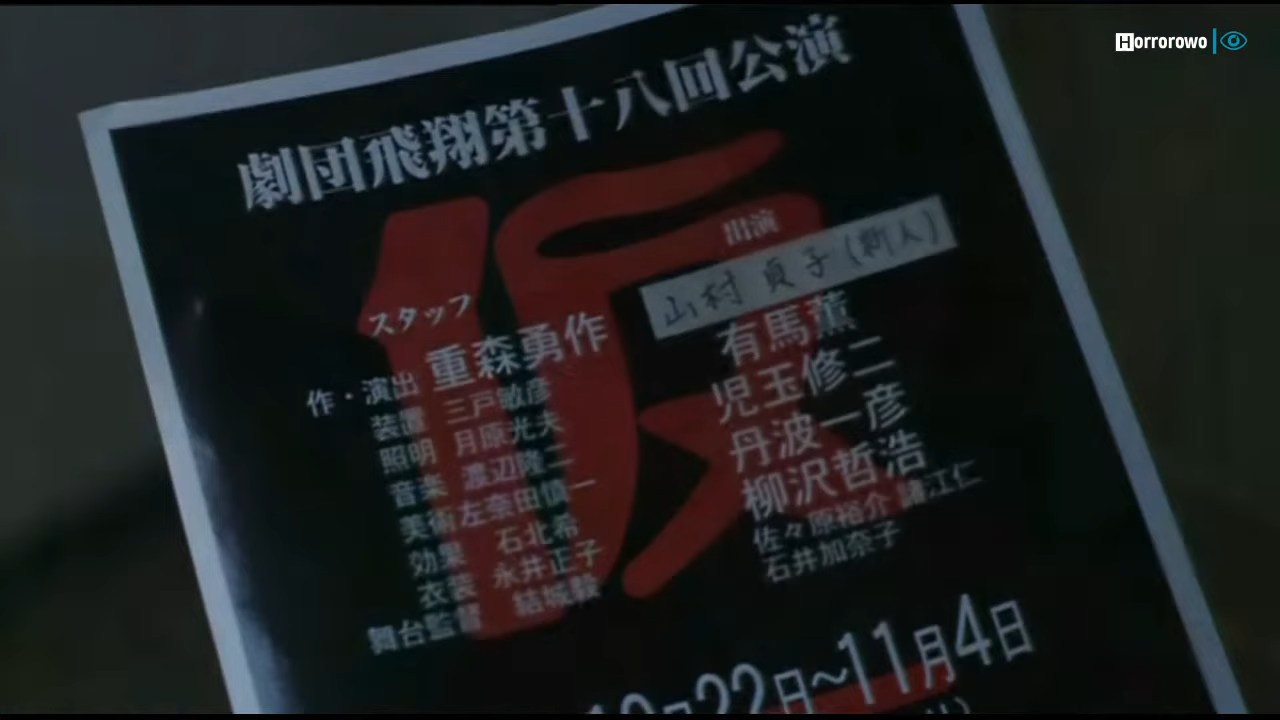 Horrorowo
劇団飛翔第十八回公演
仮
スタッフ
作・演出 重森勇作
装置 三戸敏彦
照明 月原光夫
音楽 渡辺隆二
美術 左奈田慎一
効果 石北希
衣装 永井正子
舞台監督 結城毅
出演
山村 貞子(新人)
有馬薫
児玉修二
丹波一彦
柳沢哲浩
佐々原裕介 諸江仁
石井加奈子
22日~11月4日